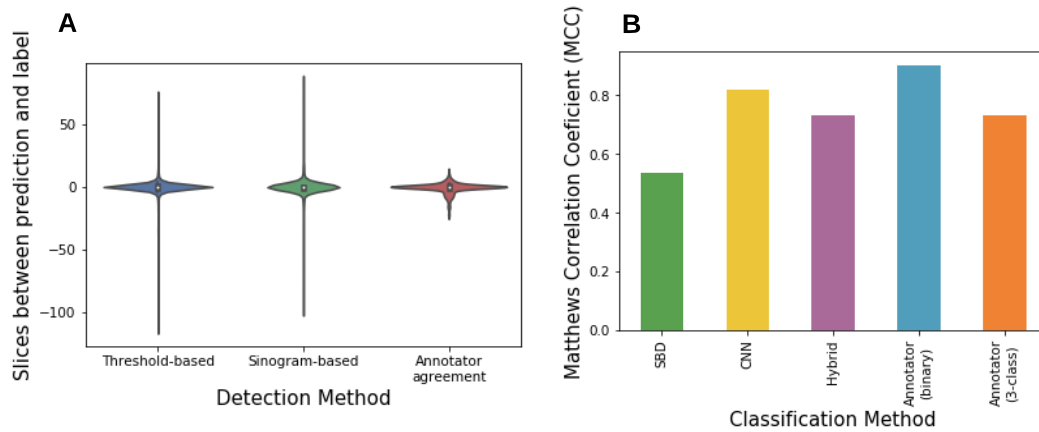 A
Slices between prediction and label
50
0
−50
−100
Threshold-based
Sinogram-based
Annotator
agreement
Detection Method
B
Matthews Correlation Coeficient (MCC)
0.8
0.6
0.4
0.2
0.0
SBD
CNN
Hybrid
Annotator
(binary)
Annotator
(3-class)
Classification Method